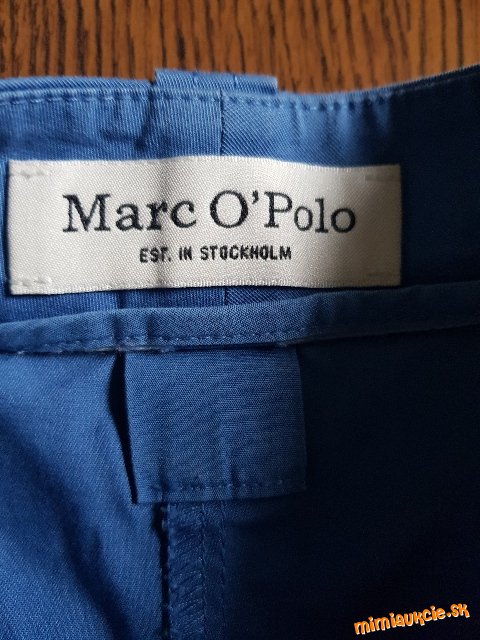 Marc O'Polo
EST. IN STOCKHOLM
mimiaukcie.sk